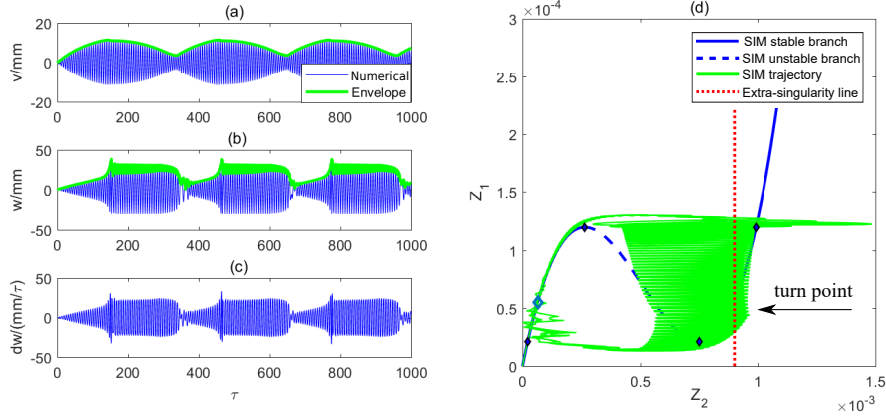 (a)
v/mm
20
0
-20
Numerical
Envelope
0 200 400 600 800 1000
(b)
w/mm
50
0
-50
0 200 400 600 800 1000
(c)
dw/(mm/τ)
50
0
-50
0 200 400 600 800 1000
τ
×10⁻⁴
(d)
Z₁
3
2.5
2
1.5
1
0.5
0
SIM stable branch
SIM unstable branch
SIM trajectory
Extra-singularity line
turn point
0 0.5 1 1.5
Z₂
×10⁻³